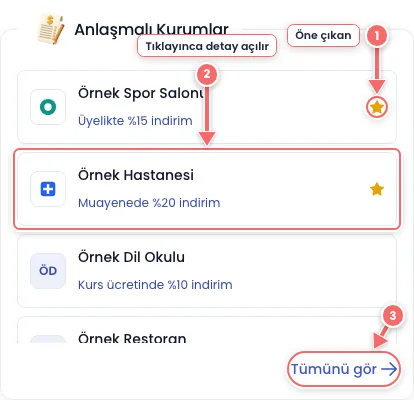 Anlaşmalı Kurumlar
Tıklayınca detay açılır
Öne çıkan
1
2
Örnek Spor Salonu
Üyelikte %15 indirim
Örnek Hastanesi
Muayenede %20 indirim
ÖD
Örnek Dil Okulu
Kurs ücretinde %10 indirim
3
Örnek Restoran
Tümünü gör